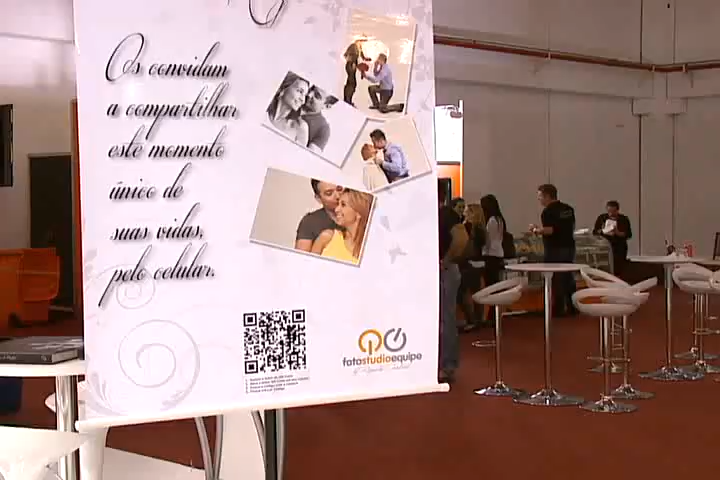 Os convidam
a compartilhar
este momento
único de
suas vidas,
pelo celular.
fotostudioequipe